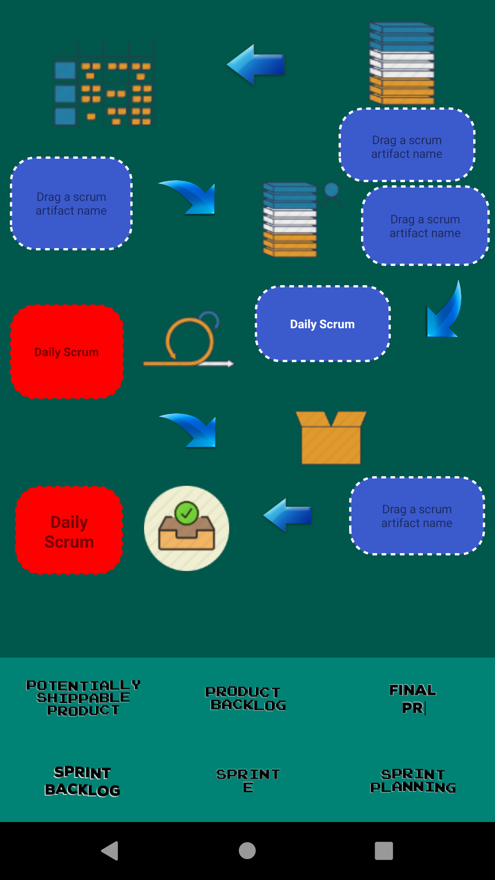 Drag a scrum
artifact name
Drag a scrum
artifact name
Drag a scrum
artifact name
Daily Scrum
Daily Scrum
Drag a scrum
artifact name
Daily
Scrum
POTENTIALLY
SHIPPABLE
PRODUCT
PRODUCT
BACKLOG
FINAL
PR
SPRINT
BACKLOG
SPRINT
E
SPRINT
PLANNING